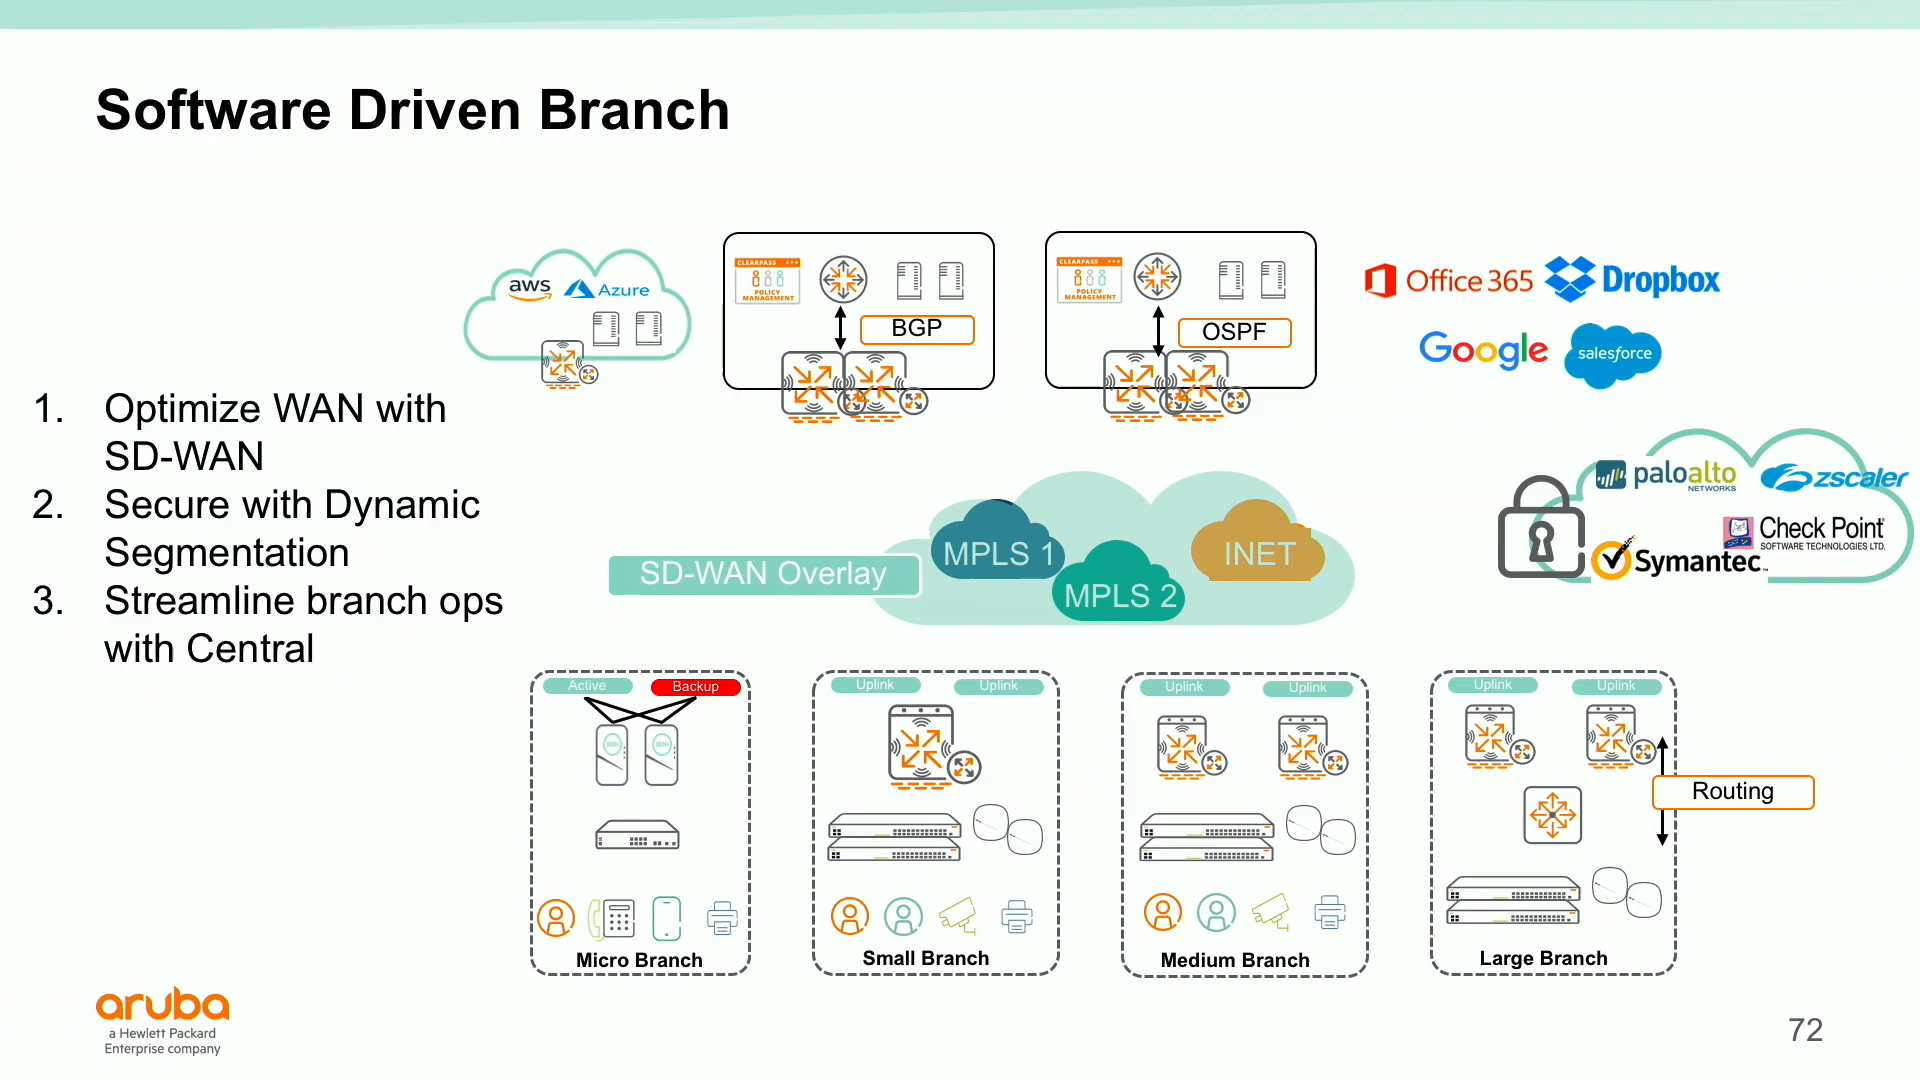 Software Driven Branch
1. Optimize WAN with
SD-WAN
2. Secure with Dynamic
Segmentation
3. Streamline branch ops
with Central
aws
Azure
CLEARPASS
POLICY
MANAGEMENT
BGP
CLEARPASS
POLICY
MANAGEMENT
OSPF
Office 365
Dropbox
Google
salesforce
paloalto
NETWORKS
zscaler
Check Point
SOFTWARE TECHNOLOGIES LTD.
Symantec
SD-WAN Overlay
MPLS 1
MPLS 2
INET
Active
Backup
Micro Branch
Uplink
Uplink
Small Branch
Uplink
Uplink
Medium Branch
Uplink
Uplink
Routing
Large Branch
aruba
a Hewlett Packard
Enterprise company
72